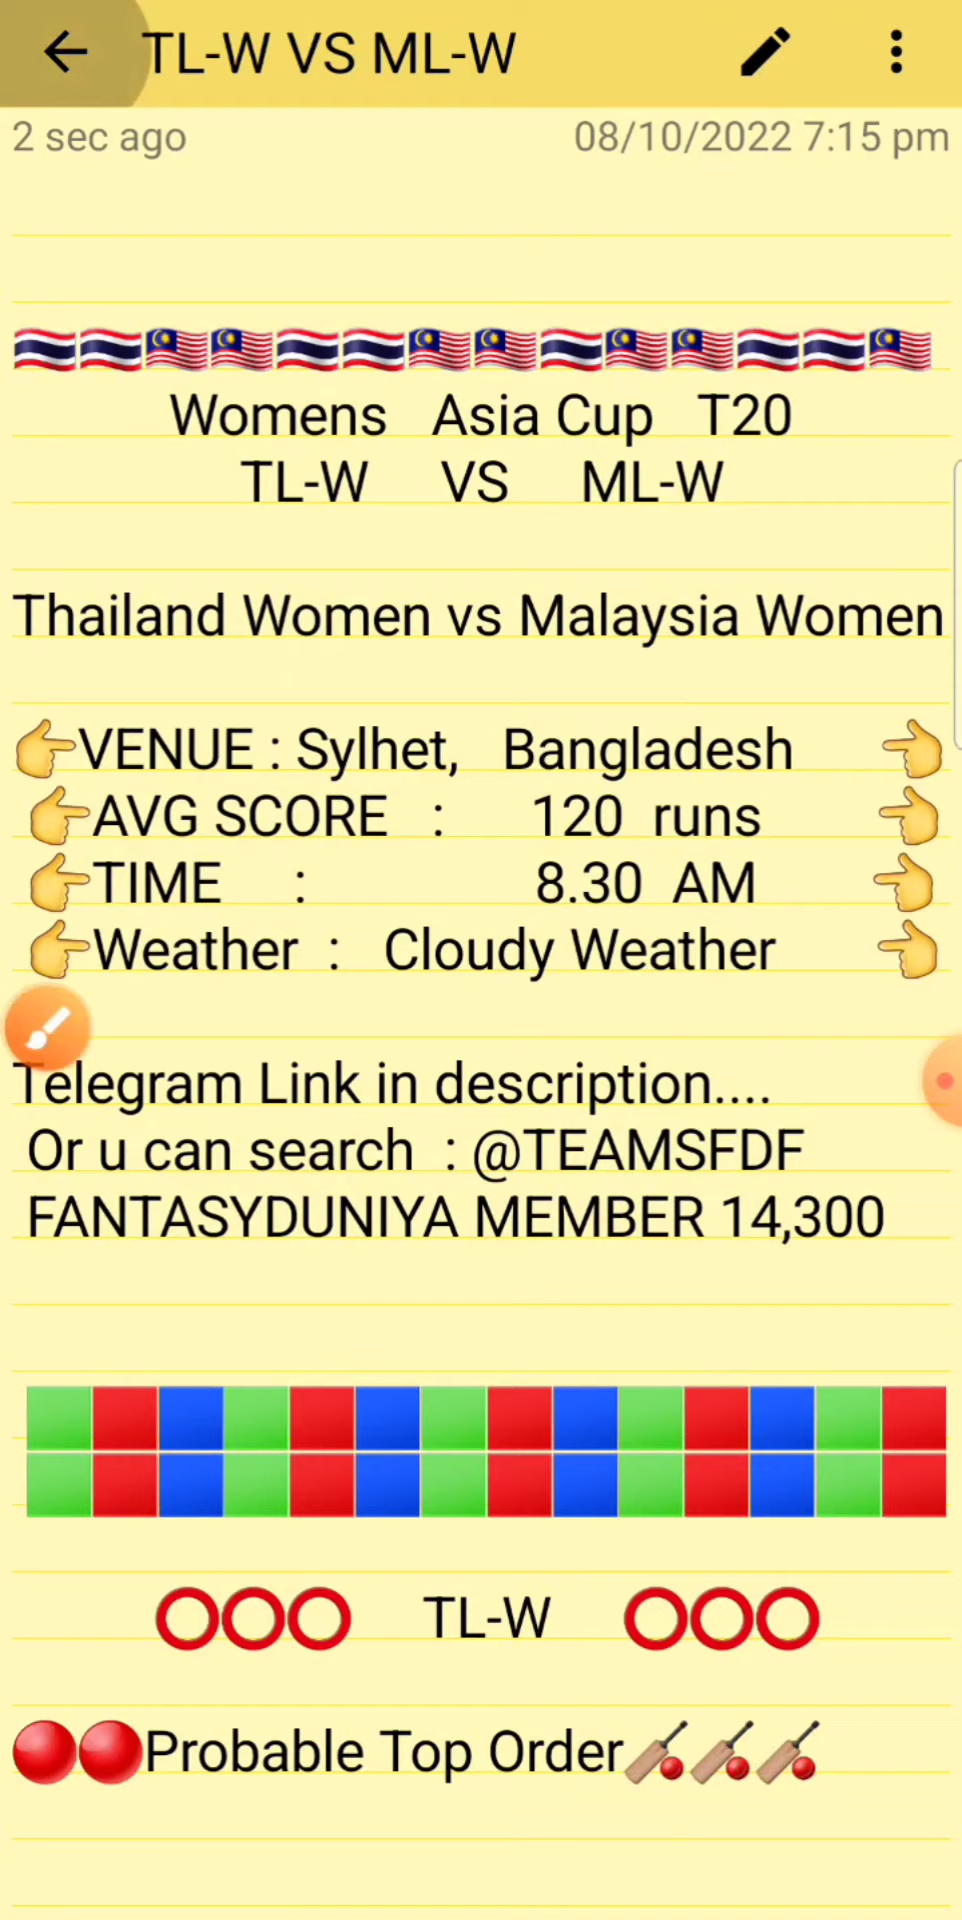 TL-W VS ML-W
2 sec ago 08/10/2022 7:15 pm
Womens Asia Cup T20
TL-W VS ML-W
Thailand Women vs Malaysia Women
VENUE : Sylhet, Bangladesh
AVG SCORE : 120 runs
TIME : 8.30 AM
Weather : Cloudy Weather
Telegram Link in description....
Or u can search : @TEAMSFDF
FANTASYDUNIYA MEMBER 14,300
TL-W
Probable Top Order